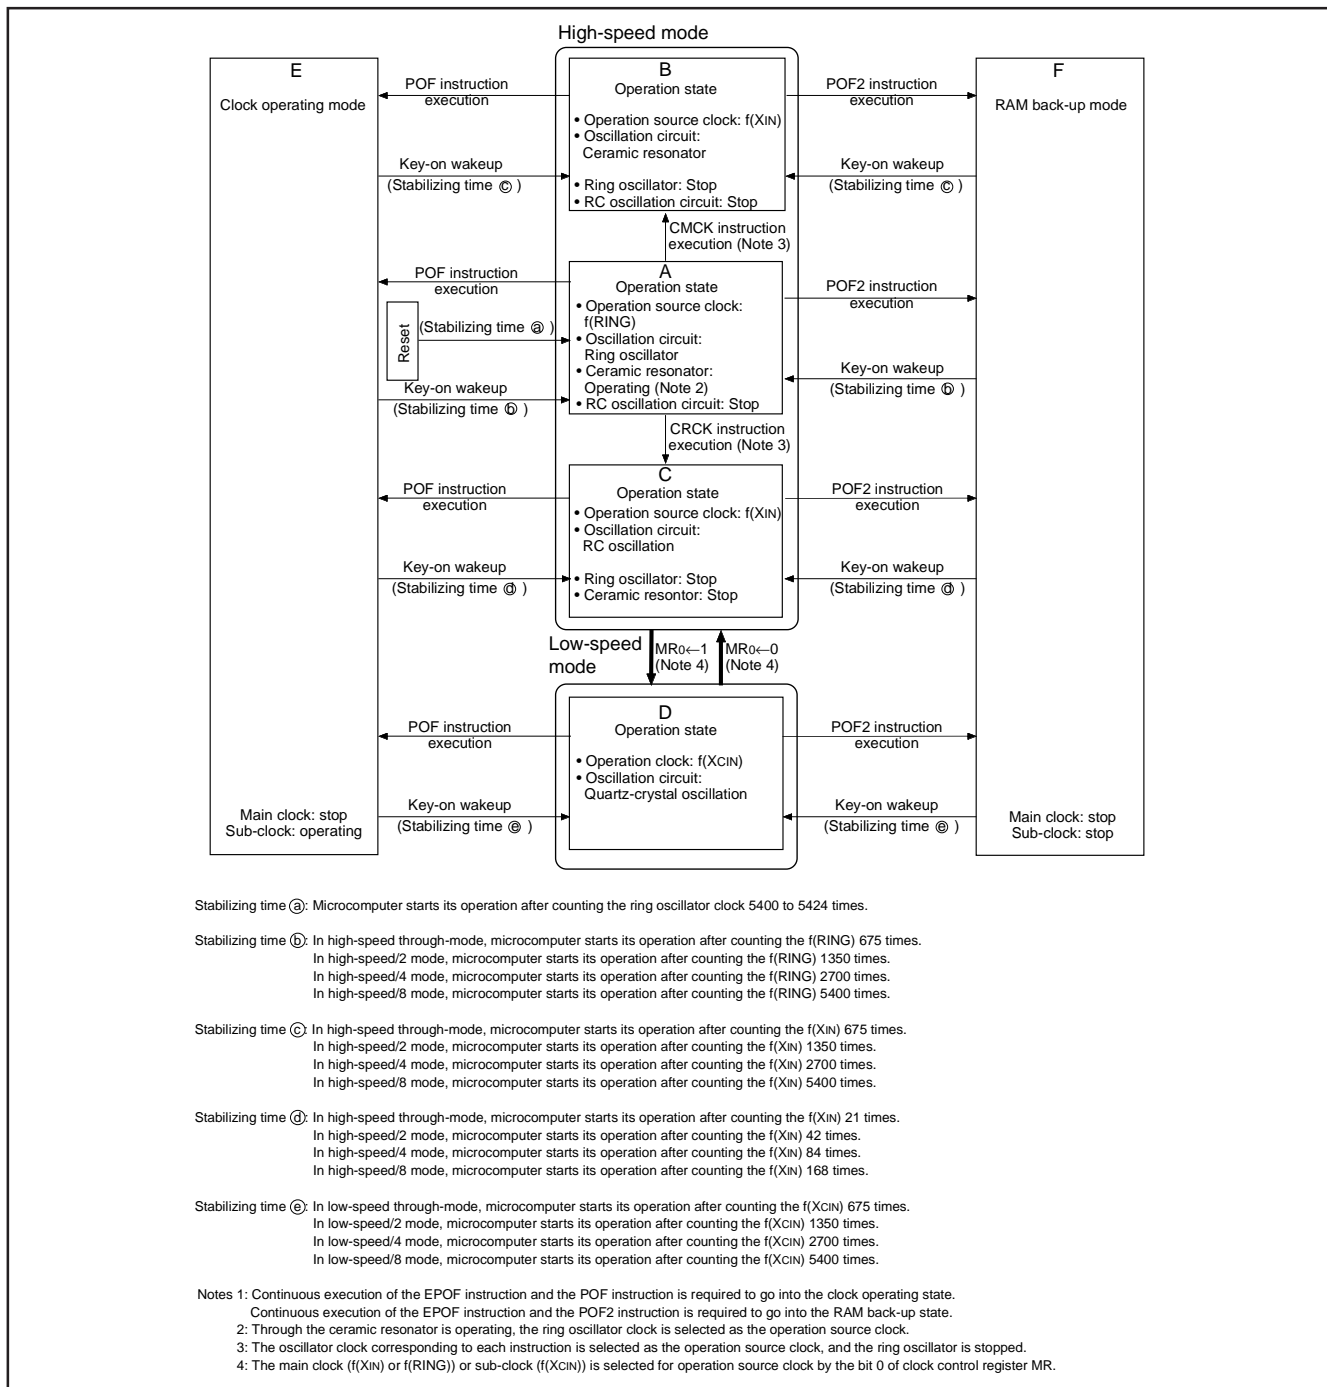 High-speed mode
E
Clock operating mode
POF instruction
execution
Key-on wakeup
(Stabilizing time ⓒ )
B
Operation state
• Operation source clock: f(XIN)
• Oscillation circuit:
Ceramic resonator
• Ring oscillator: Stop
• RC oscillation circuit: Stop
POF2 instruction
execution
Key-on wakeup
(Stabilizing time ⓒ )
F
RAM back-up mode
CMCK instruction
execution (Note 3)
POF instruction
execution
Reset
(Stabilizing time ⓐ )
Key-on wakeup
(Stabilizing time ⓑ )
A
Operation state
• Operation source clock:
f(RING)
• Oscillation circuit:
Ring oscillator
• Ceramic resonator:
Operating (Note 2)
• RC oscillation circuit: Stop
POF2 instruction
execution
Key-on wakeup
(Stabilizing time ⓑ )
CRCK instruction
execution (Note 3)
POF instruction
execution
Key-on wakeup
(Stabilizing time ⓓ )
C
Operation state
• Operation source clock: f(XIN)
• Oscillation circuit:
RC oscillation
• Ring oscillator: Stop
• Ceramic resontor: Stop
POF2 instruction
execution
Key-on wakeup
(Stabilizing time ⓓ )
Low-speed
mode
MR0←1
(Note 4)
MR0←0
(Note 4)
POF instruction
execution
Key-on wakeup
(Stabilizing time ⓔ )
D
Operation state
• Operation clock: f(XCIN)
• Oscillation circuit:
Quartz-crystal oscillation
POF2 instruction
execution
Key-on wakeup
(Stabilizing time ⓔ )
Main clock: stop
Sub-clock: operating
Main clock: stop
Sub-clock: stop
Stabilizing time ⓐ: Microcomputer starts its operation after counting the ring oscillator clock 5400 to 5424 times.
Stabilizing time ⓑ: In high-speed through-mode, microcomputer starts its operation after counting the f(RING) 675 times.
In high-speed/2 mode, microcomputer starts its operation after counting the f(RING) 1350 times.
In high-speed/4 mode, microcomputer starts its operation after counting the f(RING) 2700 times.
In high-speed/8 mode, microcomputer starts its operation after counting the f(RING) 5400 times.
Stabilizing time ⓒ: In high-speed through-mode, microcomputer starts its operation after counting the f(XIN) 675 times.
In high-speed/2 mode, microcomputer starts its operation after counting the f(XIN) 1350 times.
In high-speed/4 mode, microcomputer starts its operation after counting the f(XIN) 2700 times.
In high-speed/8 mode, microcomputer starts its operation after counting the f(XIN) 5400 times.
Stabilizing time ⓓ: In high-speed through-mode, microcomputer starts its operation after counting the f(XIN) 21 times.
In high-speed/2 mode, microcomputer starts its operation after counting the f(XIN) 42 times.
In high-speed/4 mode, microcomputer starts its operation after counting the f(XIN) 84 times.
In high-speed/8 mode, microcomputer starts its operation after counting the f(XIN) 168 times.
Stabilizing time ⓔ: In low-speed through-mode, microcomputer starts its operation after counting the f(XCIN) 675 times.
In low-speed/2 mode, microcomputer starts its operation after counting the f(XCIN) 1350 times.
In low-speed/4 mode, microcomputer starts its operation after counting the f(XCIN) 2700 times.
In low-speed/8 mode, microcomputer starts its operation after counting the f(XCIN) 5400 times.
Notes 1: Continuous execution of the EPOF instruction and the POF instruction is required to go into the clock operating state.
Continuous execution of the EPOF instruction and the POF2 instruction is required to go into the RAM back-up state.
2: Through the ceramic resonator is operating, the ring oscillator clock is selected as the operation source clock.
3: The oscillator clock corresponding to each instruction is selected as the operation source clock, and the ring oscillator is stopped.
4: The main clock (f(XIN) or f(RING)) or sub-clock (f(XCIN)) is selected for operation source clock by the bit 0 of clock control register MR.